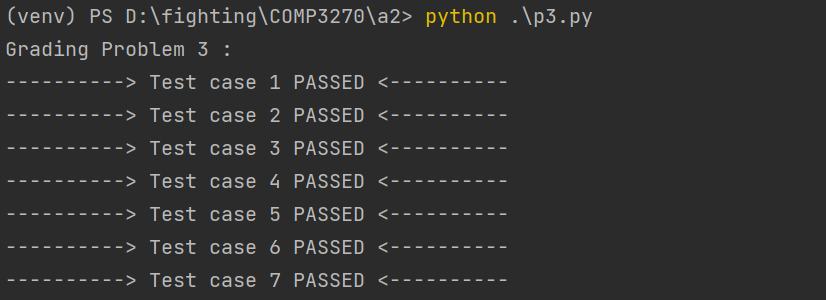 (venv) PS D:\fighting\COMP3270\a2> python .\p3.py
Grading Problem 3 :
----------> Test case 1 PASSED <----------
----------> Test case 2 PASSED <----------
----------> Test case 3 PASSED <----------
----------> Test case 4 PASSED <----------
----------> Test case 5 PASSED <----------
----------> Test case 6 PASSED <----------
----------> Test case 7 PASSED <----------